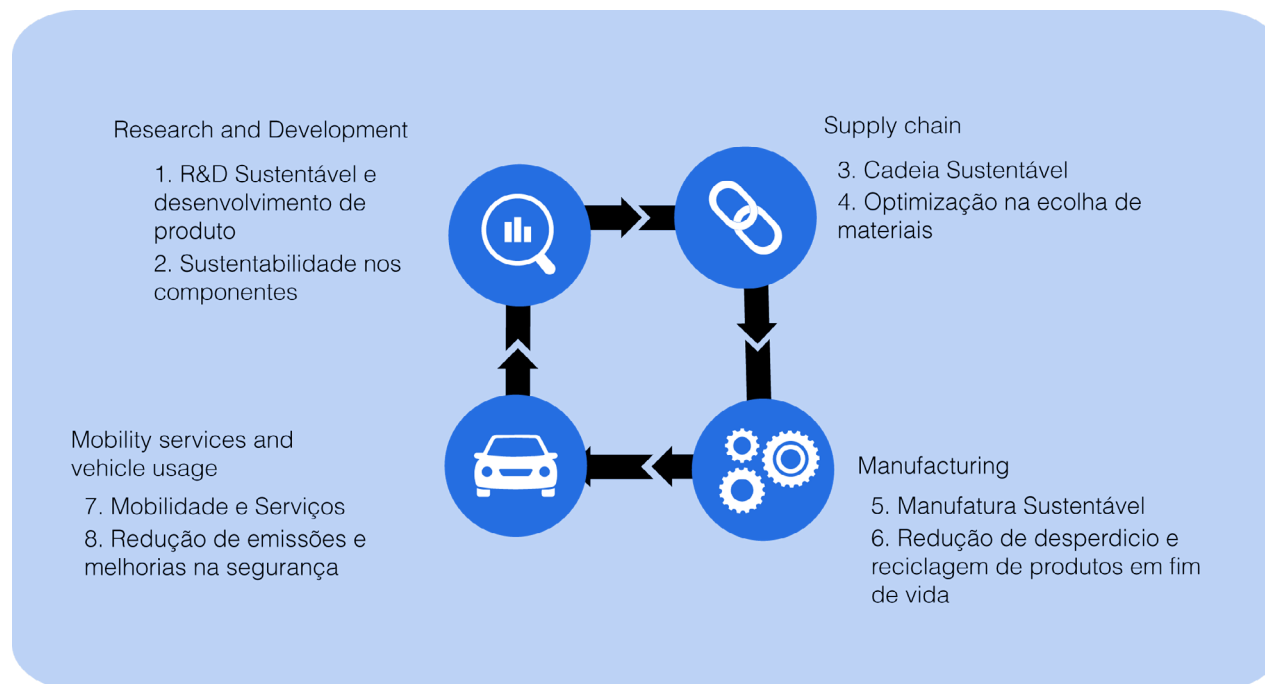 Research and Development
1. R&D Sustentável e
desenvolvimento de
produto
2. Sustentabilidade nos
componentes
Supply chain
3. Cadeia Sustentável
4. Optimização na ecolha de
materiais
Mobility services and
vehicle usage
7. Mobilidade e Serviços
8. Redução de emissões e
melhorias na segurança
Manufacturing
5. Manufatura Sustentável
6. Redução de desperdicio e
reciclagem de produtos em fim
de vida